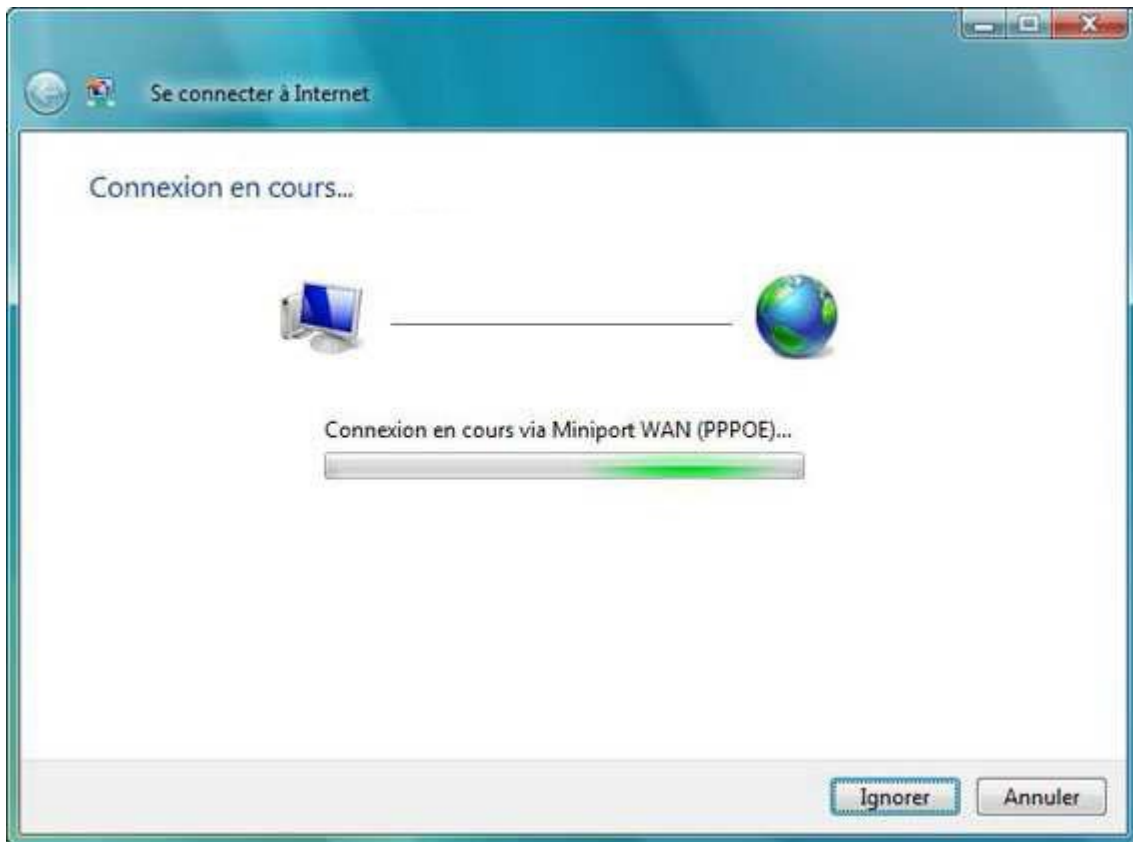 Se connecter à Internet
Connexion en cours...
Connexion en cours via Miniport WAN (PPPOE)...
Ignorer Annuler